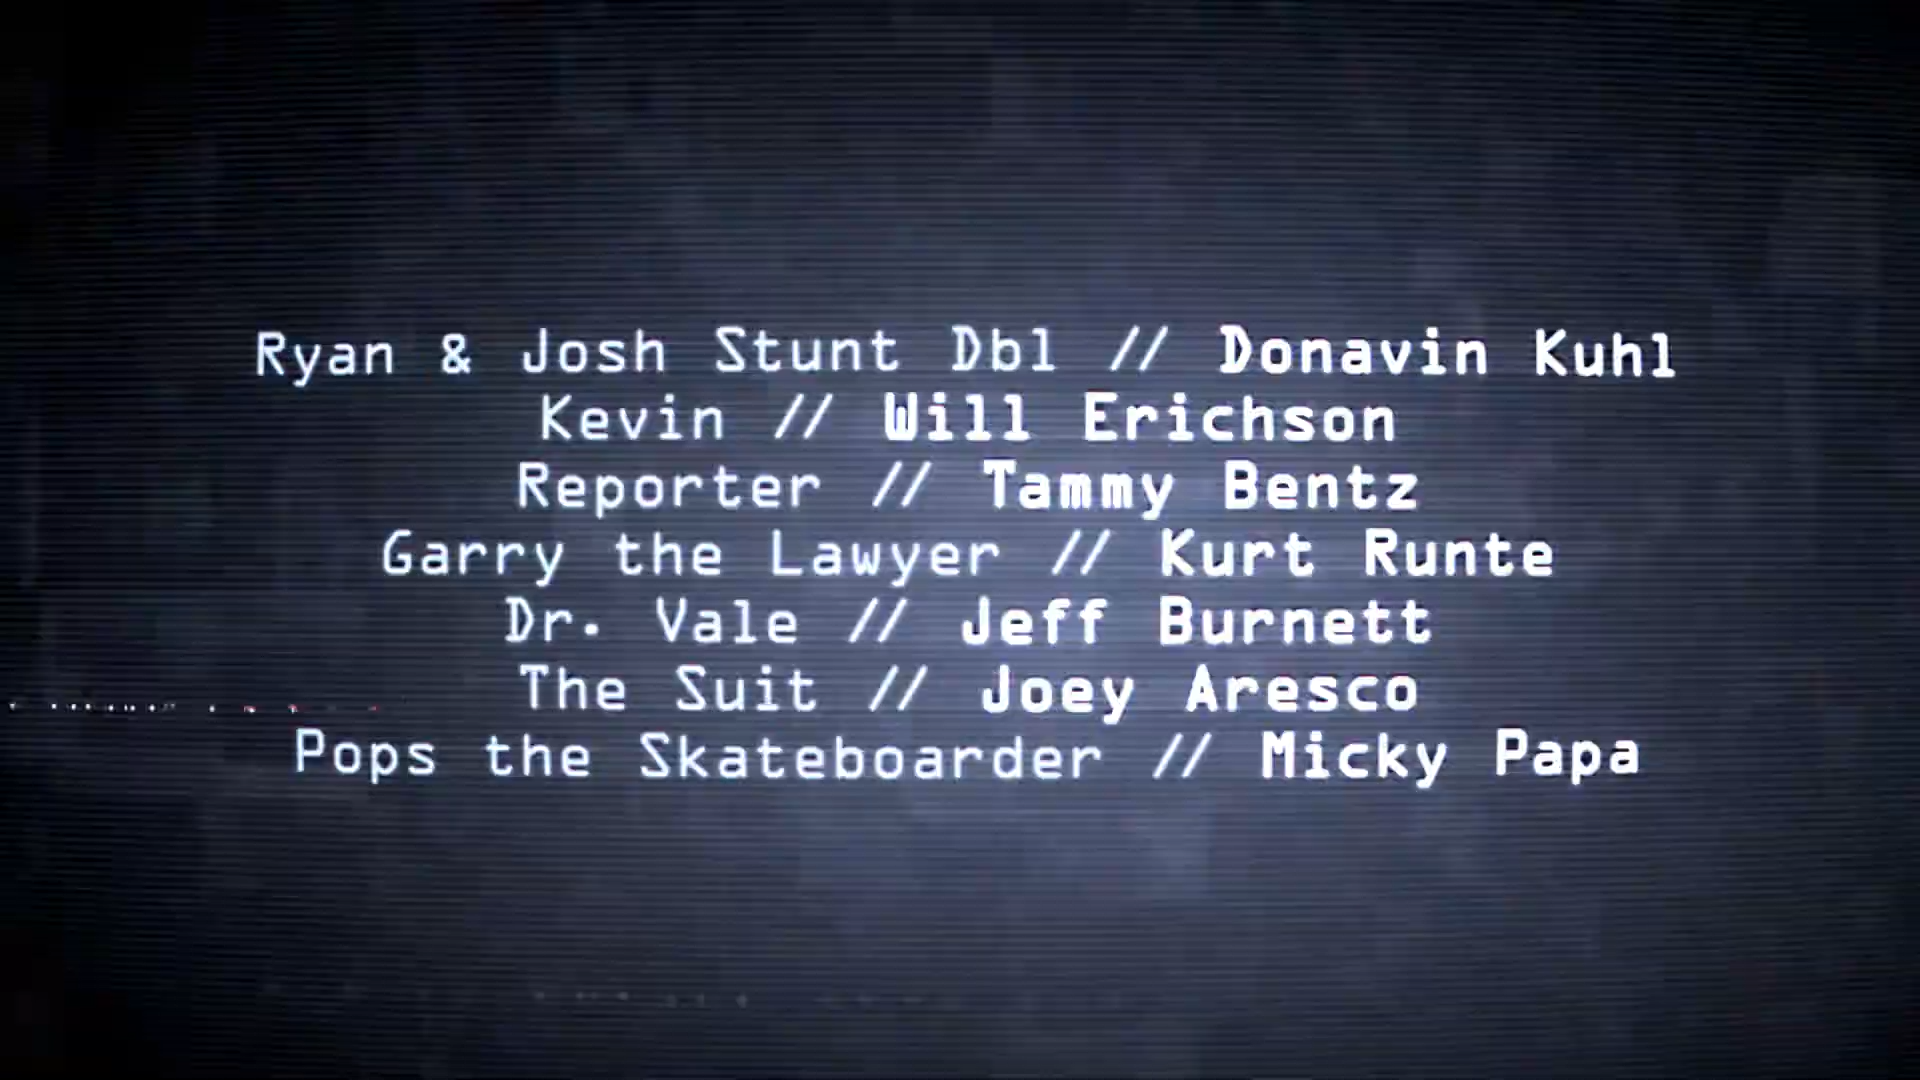 Ryan & Josh Stunt Dbl // Donavin Kuhl
Kevin // Will Erichson
Reporter // Tammy Bentz
Garry the Lawyer // Kurt Runte
Dr. Vale // Jeff Burnett
The Suit // Joey Aresco
Pops the Skateboarder // Micky Papa